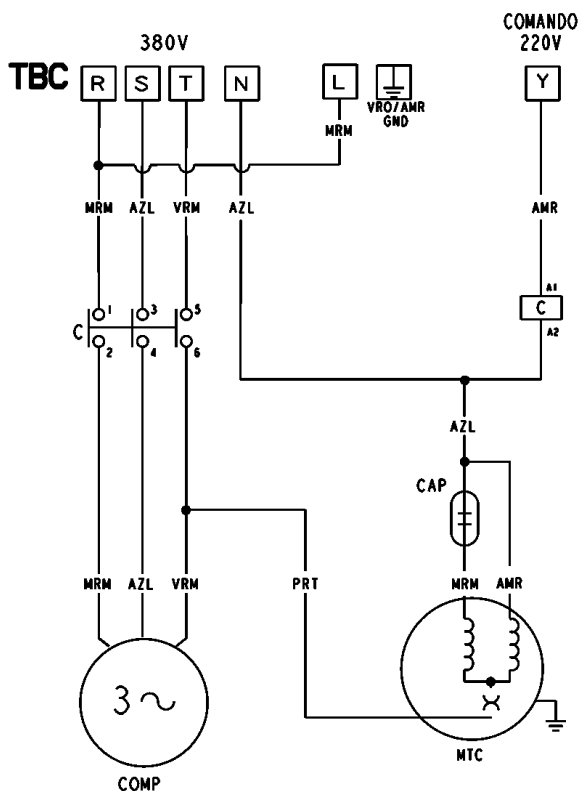 COMANDO
380V 220V
TBC R S T N L Y
VRO/AMR
GND
MRM
MRM AZL VRM AZL AMR
A1
1 3 5 C
C A2
2 4 6
AZL
CAP
MRM AZL VRM PRT MRM AMR
3
MTC
COMP